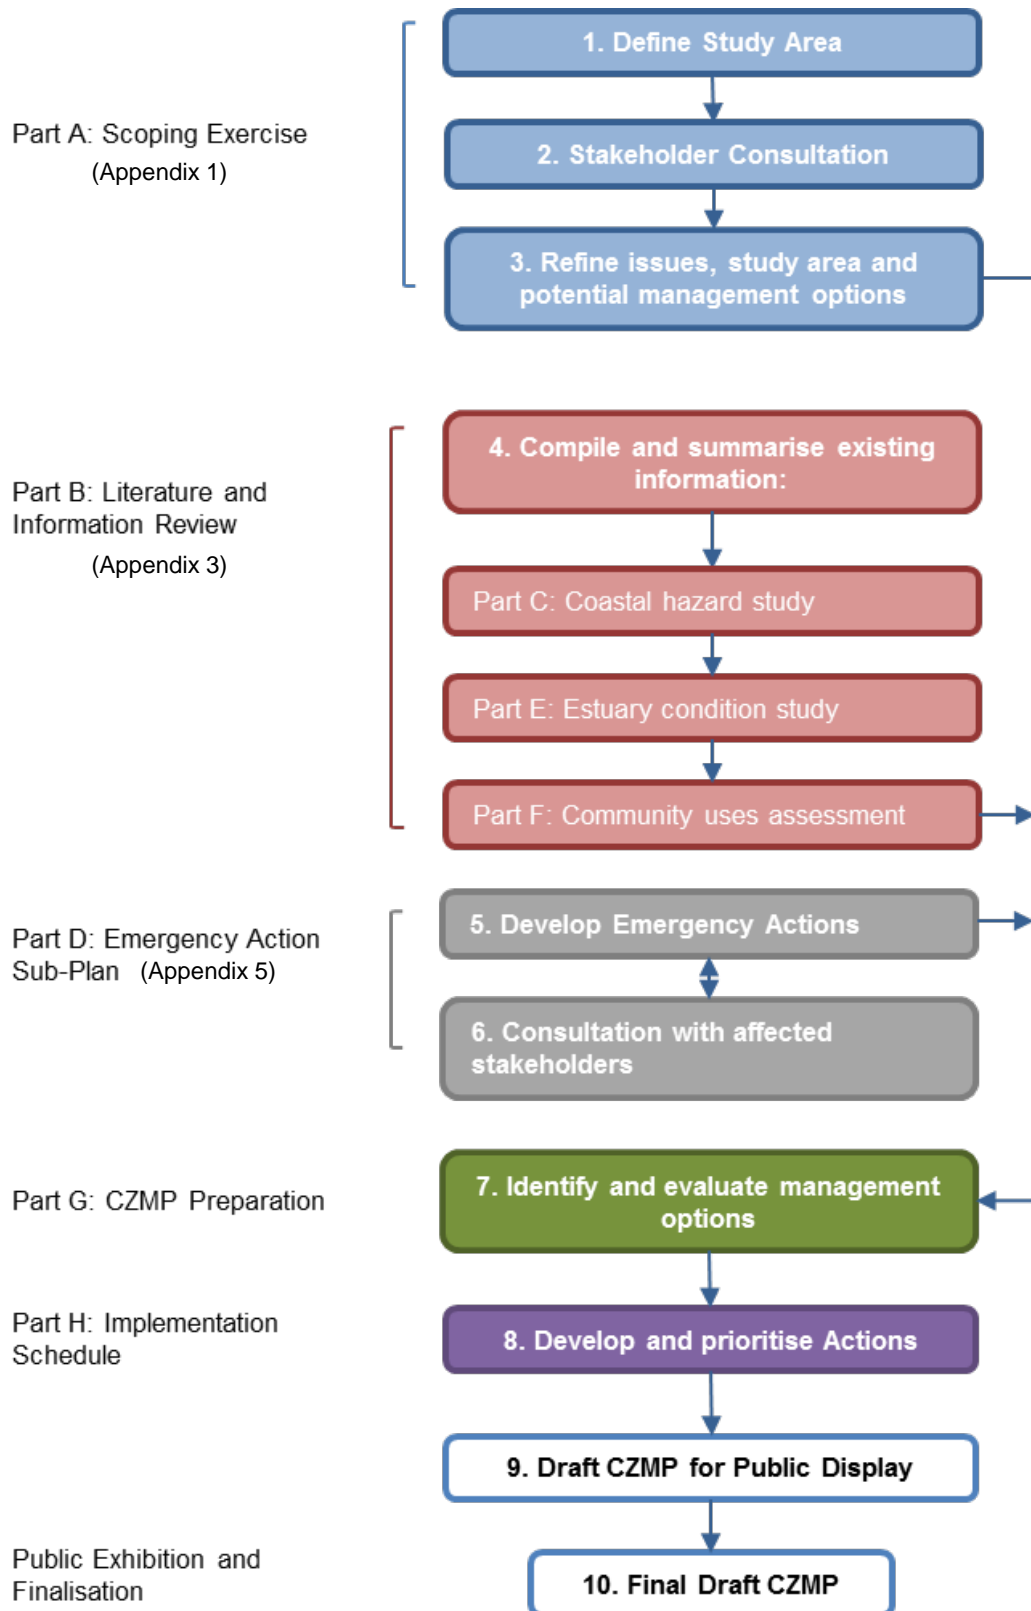 1. Define Study Area
Part A: Scoping Exercise
(Appendix 1)
2. Stakeholder Consultation
3. Refine issues, study area and
potential management options
4. Compile and summarise existing
information:
Part B: Literature and
Information Review
(Appendix 3)
Part C: Coastal hazard study
Part E: Estuary condition study
Part F: Community uses assessment
5. Develop Emergency Actions
Part D: Emergency Action
Sub-Plan (Appendix 5)
6. Consultation with affected
stakeholders
7. Identify and evaluate management
options
Part G: CZMP Preparation
Part H: Implementation
Schedule
8. Develop and prioritise Actions
9. Draft CZMP for Public Display
Public Exhibition and
Finalisation
10. Final Draft CZMP